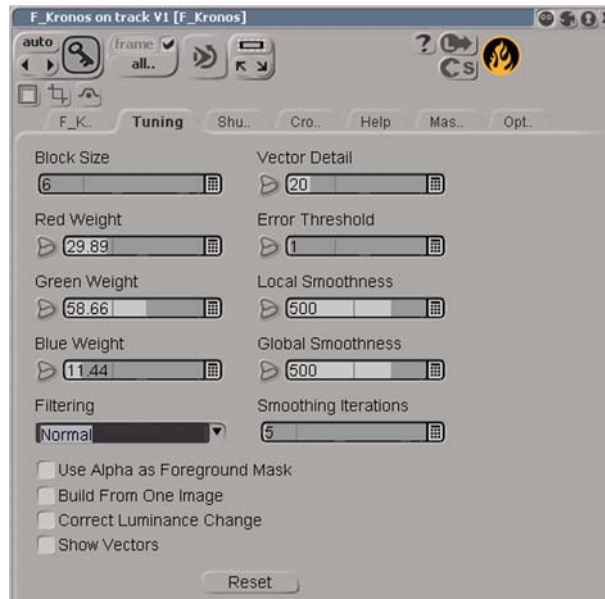 F_Kronos on track V1 [F_Kronos]
auto
frame
all..
?
C S
F_K..
Tuning
Shu..
Cro..
Help
Mas..
Opt..
Block Size
Vector Detail
6
20
Red Weight
Error Threshold
29.89
1
Green Weight
Local Smoothness
58.66
500
Blue Weight
Global Smoothness
11.44
500
Filtering
Smoothing Iterations
Normal
5
Use Alpha as Foreground Mask
Build From One Image
Correct Luminance Change
Show Vectors
Reset